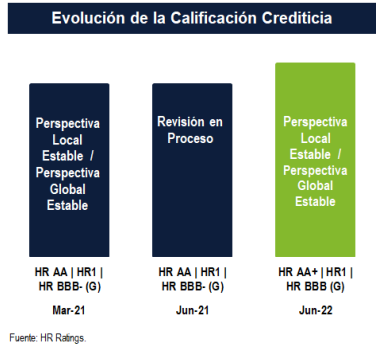 Evolución de la Calificación Crediticia
Perspectiva
Local
Estable /
Perspectiva
Global
Estable
Revisión en
Proceso
Perspectiva
Local
Estable /
Perspectiva
Global
Estable
HR AA | HR1 |
HR BBB- (G)
HR AA | HR1 |
HR BBB- (G)
HR AA+ | HR1 |
HR BBB (G)
Mar-21
Jun-21
Jun-22
Fuente: HR Ratings.